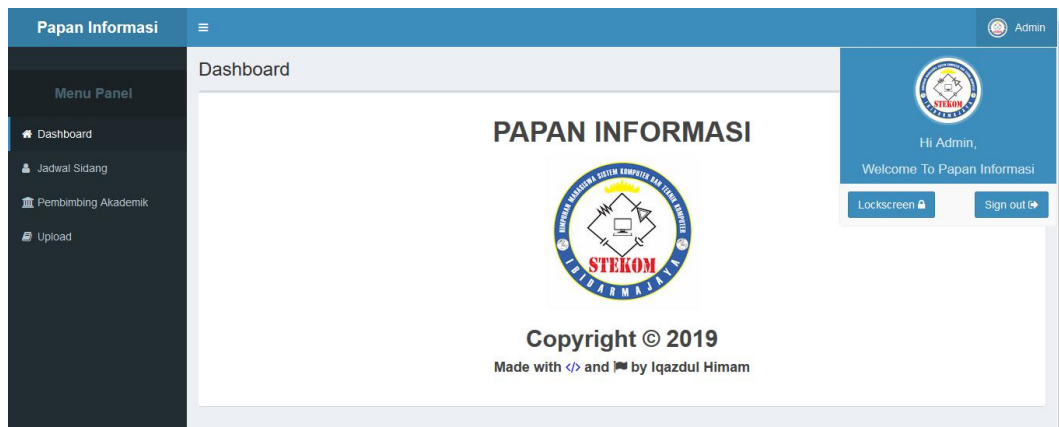 Papan Informasi
Admin
Menu Panel
Dashboard
Jadwal Sidang
Pembimbing Akademik
Upload
Dashboard
PAPAN INFORMASI
HIMPUNAN MAHASISWA SISTEM KOMPUTER DAN TEKNIK KOMPUTER
STEKOM
IBI DARMAJAYA
Copyright © 2019
Made with </> and by Iqazdul Himam
STEKOM
Hi Admin,
Welcome To Papan Informasi
Lockscreen
Sign out